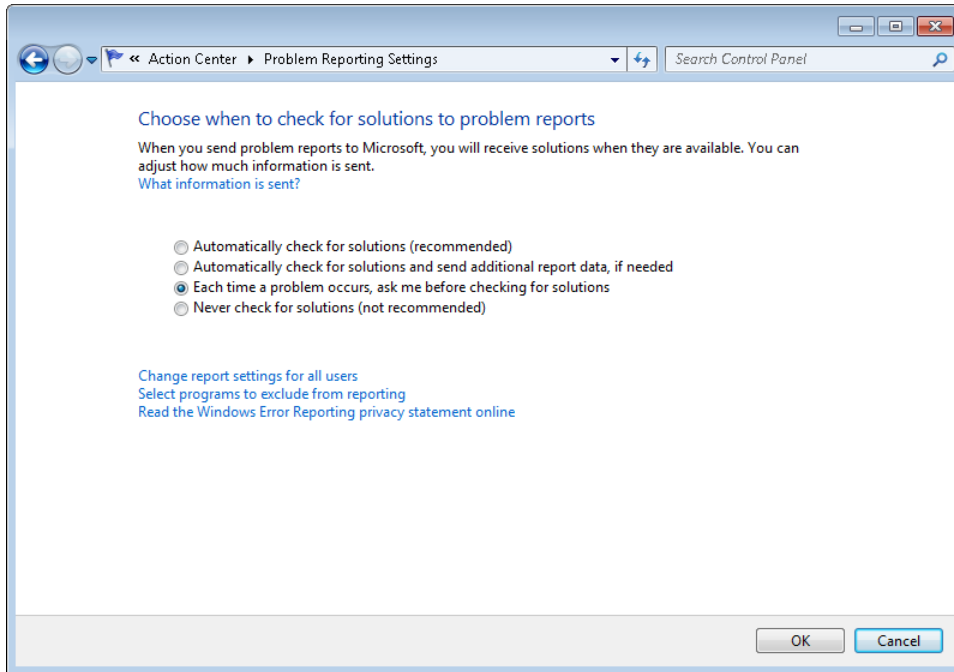 « Action Center ▸ Problem Reporting Settings
Search Control Panel
Choose when to check for solutions to problem reports
When you send problem reports to Microsoft, you will receive solutions when they are available. You can
adjust how much information is sent.
What information is sent?
Automatically check for solutions (recommended)
Automatically check for solutions and send additional report data, if needed
Each time a problem occurs, ask me before checking for solutions
Never check for solutions (not recommended)
Change report settings for all users
Select programs to exclude from reporting
Read the Windows Error Reporting privacy statement online
OK
Cancel